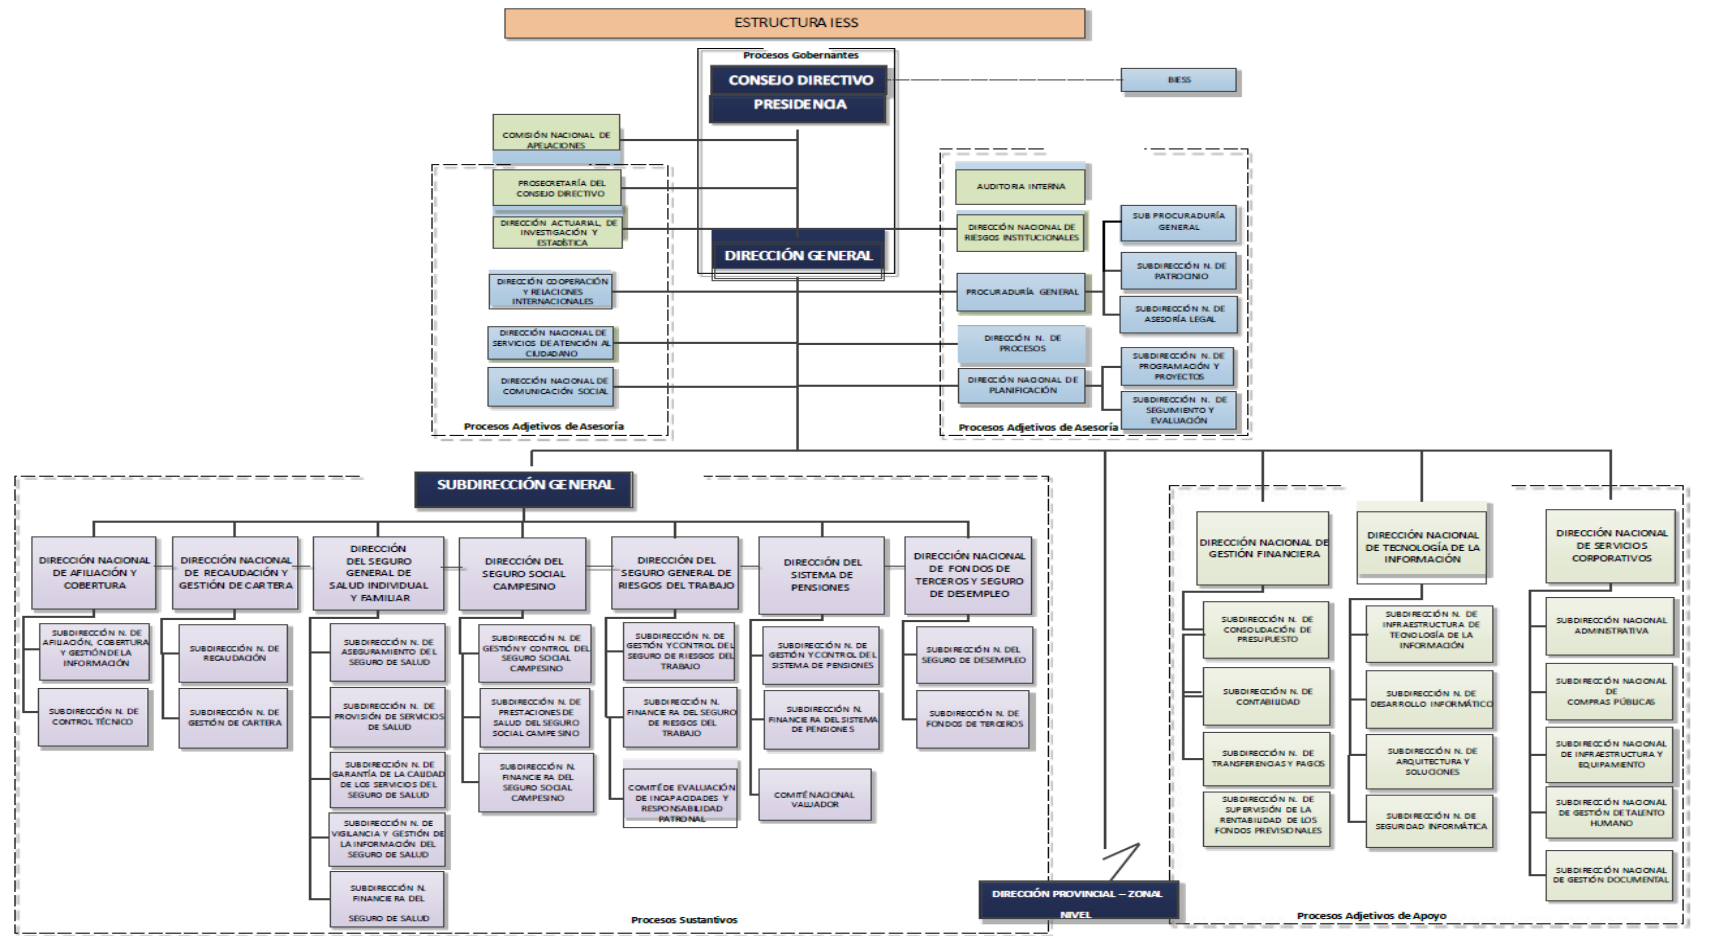 ESTRUCTURA IESS
Procesos Gobernantes
CONSEJO DIRECTIVO
PRESIDENCIA
BIESS
COMISIÓN NACIONAL DE
APELACIONES
PROSECRETARÍA DEL
CONSEJO DIRECTIVO
DIRECCIÓN ACTUARIAL, DE
INVESTIGACIÓN Y
ESTADÍSTICA
DIRECCIÓN COOPERACIÓN
Y RELACIONES
INTERNACIONALES
DIRECCIÓN NACIONAL DE
SERVICIOS DE ATENCIÓN AL
CIUDADANO
DIRECCIÓN NACIONAL DE
COMUNICACIÓN SOCIAL
Procesos Adjetivos de Asesoría
DIRECCIÓN GENERAL
AUDITORIA INTERNA
DIRECCIÓN NACIONAL DE
RIESGOS INSTITUCIONALES
PROCURADURÍA GENERAL
DIRECCIÓN N. DE
PROCESOS
DIRECCIÓN NACIONAL DE
PLANIFICACIÓN
SUB PROCURADURÍA
GENERAL
SUBDIRECCIÓN N. DE
PATROCINIO
SUBDIRECCIÓN N. DE
ASESORÍA LEGAL
SUBDIRECCIÓN N. DE
PROGRAMACIÓN Y
PROYECTOS
SUBDIRECCIÓN N. DE
SEGUIMIENTO Y
EVALUACIÓN
Procesos Adjetivos de Asesoría
SUBDIRECCIÓN GENERAL
DIRECCIÓN NACIONAL
DE AFILIACIÓN Y
COBERTURA
SUBDIRECCIÓN N. DE
AFILIACIÓN, COBERTURA
Y GESTIÓN DE LA
INFORMACIÓN
SUBDIRECCIÓN N. DE
CONTROL TÉCNICO
DIRECCIÓN NACIONAL
DE RECAUDACIÓN Y
GESTIÓN DE CARTERA
SUBDIRECCIÓN N. DE
RECAUDACIÓN
SUBDIRECCIÓN N. DE
GESTIÓN DE CARTERA
DIRECCIÓN
DEL SEGURO
GENERAL DE
SALUD INDIVIDUAL
Y FAMILIAR
SUBDIRECCIÓN N. DE
ASEGURAMIENTO DEL
SEGURO DE SALUD
SUBDIRECCIÓN N. DE
PROVISIÓN DE SERVICIOS
DE SALUD
SUBDIRECCIÓN N. DE
GARANTÍA DE LA CALIDAD
DE LOS SERVICIOS DEL
SEGURO DE SALUD
SUBDIRECCIÓN N. DE
VIGILANCIA Y GESTIÓN DE
LA INFORMACIÓN DEL
SEGURO DE SALUD
SUBDIRECCIÓN N.
FINANCIERA DEL
SEGURO DE SALUD
DIRECCIÓN DEL
SEGURO SOCIAL
CAMPESINO
SUBDIRECCIÓN N. DE
GESTIÓN Y CONTROL DEL
SEGURO SOCIAL
CAMPESINO
SUBDIRECCIÓN N. DE
PRESTACIONES DE
SALUD DEL SEGURO
SOCIAL CAMPESINO
SUBDIRECCIÓN N.
FINANCIERA DEL
SEGURO SOCIAL
CAMPESINO
DIRECCIÓN DEL
SEGURO GENERAL DE
RIESGOS DEL TRABAJO
SUBDIRECCIÓN N. DE
GESTIÓN Y CONTROL DEL
SEGURO DE RIESGOS DEL
TRABAJO
SUBDIRECCIÓN N.
FINANCIERA DEL SEGURO
DE RIESGOS DEL
TRABAJO
COMITÉ DE EVALUACIÓN
DE INCAPACIDADES Y
RESPONSABILIDAD
PATRONAL
DIRECCIÓN DEL
SISTEMA DE
PENSIONES
SUBDIRECCIÓN N. DE
GESTIÓN Y CONTROL DEL
SISTEMA DE PENSIONES
SUBDIRECCIÓN N.
FINANCIERA DEL SISTEMA
DE PENSIONES
COMITÉ NACIONAL
VALUADOR
DIRECCIÓN NACIONAL
DE FONDOS DE
TERCEROS Y SEGURO
DE DESEMPLEO
SUBDIRECCIÓN N. DEL
SEGURO DE DESEMPLEO
SUBDIRECCIÓN N. DE
FONDOS DE TERCEROS
Procesos Sustantivos
DIRECCIÓN PROVINCIAL – ZONAL
NIVEL
DIRECCIÓN NACIONAL DE
GESTIÓN FINANCIERA
SUBDIRECCIÓN N. DE
CONSOLIDACIÓN DE
PRESUPUESTO
SUBDIRECCIÓN N. DE
CONTABILIDAD
SUBDIRECCIÓN N. DE
TRANSFERENCIAS Y PAGOS
SUBDIRECCIÓN N. DE
SUPERVISIÓN DE LA
RENTABILIDAD DE LOS
FONDOS PREVISIONALES
DIRECCIÓN NACIONAL
DE TECNOLOGÍA DE LA
INFORMACIÓN
SUBDIRECCIÓN N. DE
INFRAESTRUCTURA DE
TECNOLOGÍA DE LA
INFORMACIÓN
SUBDIRECCIÓN N. DE
DESARROLLO INFORMÁTICO
SUBDIRECCIÓN N. DE
ARQUITECTURA Y
SOLUCIONES
SUBDIRECCIÓN N. DE
SEGURIDAD INFORMÁTICA
DIRECCIÓN NACIONAL
DE SERVICIOS
CORPORATIVOS
SUBDIRECCIÓN NACIONAL
ADMINISTRATIVA
SUBDIRECCIÓN NACIONAL
DE
COMPRAS PÚBLICAS
SUBDIRECCIÓN NACIONAL
DE INFRAESTRUCTURA Y
EQUIPAMIENTO
SUBDIRECCIÓN NACIONAL
DE GESTIÓN DE TALENTO
HUMANO
SUBDIRECCIÓN NACIONAL
DE GESTIÓN DOCUMENTAL
Procesos Adjetivos de Apoyo